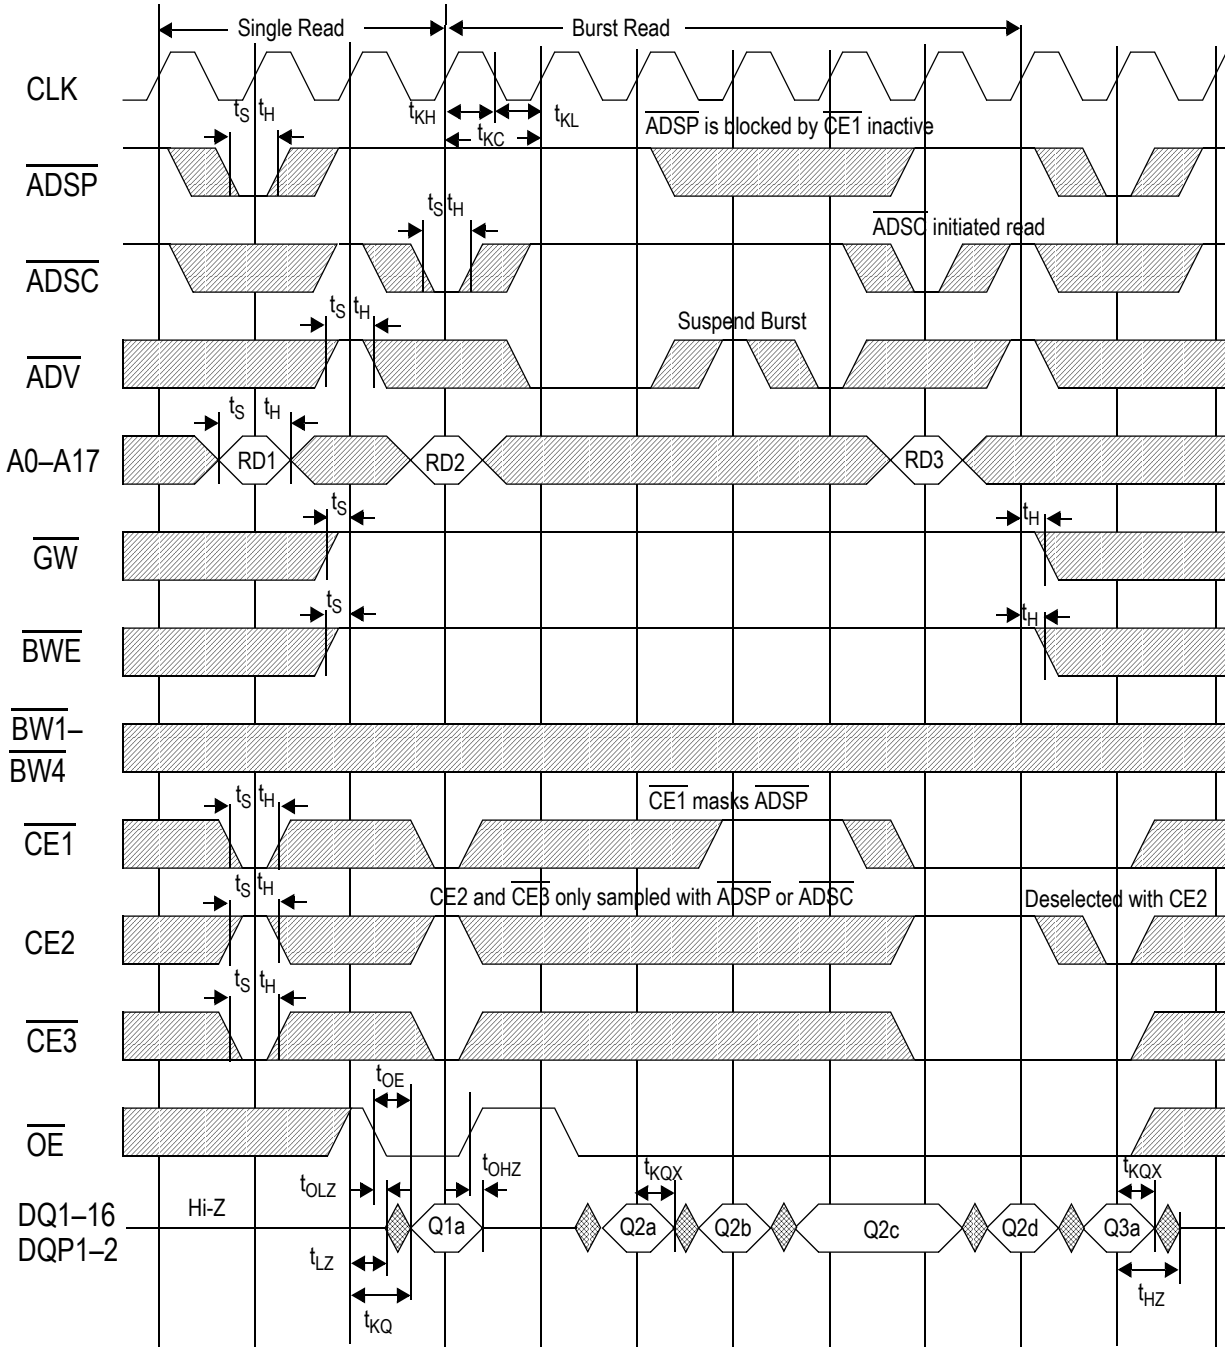 Single Read
Burst Read
CLK
tS tH
tKH
tKL
tKC
ADSP is blocked by CE1 inactive
ADSP
tS tH
ADSC initiated read
ADSC
tS tH
Suspend Burst
ADV
tS tH
A0–A17
RD1
RD2
RD3
tS
tH
GW
tS
tH
BWE
BW1–
BW4
tS tH
CE1 masks ADSP
CE1
tS tH
CE2 and CE3 only sampled with ADSP or ADSC
Deselected with CE2
CE2
tS tH
CE3
tOE
OE
tOLZ
tOHZ
tKQX
tKQX
DQ1–16
DQP1–2
Hi-Z
Q1a
Q2a
Q2b
Q2c
Q2d
Q3a
tLZ
tHZ
tKQ